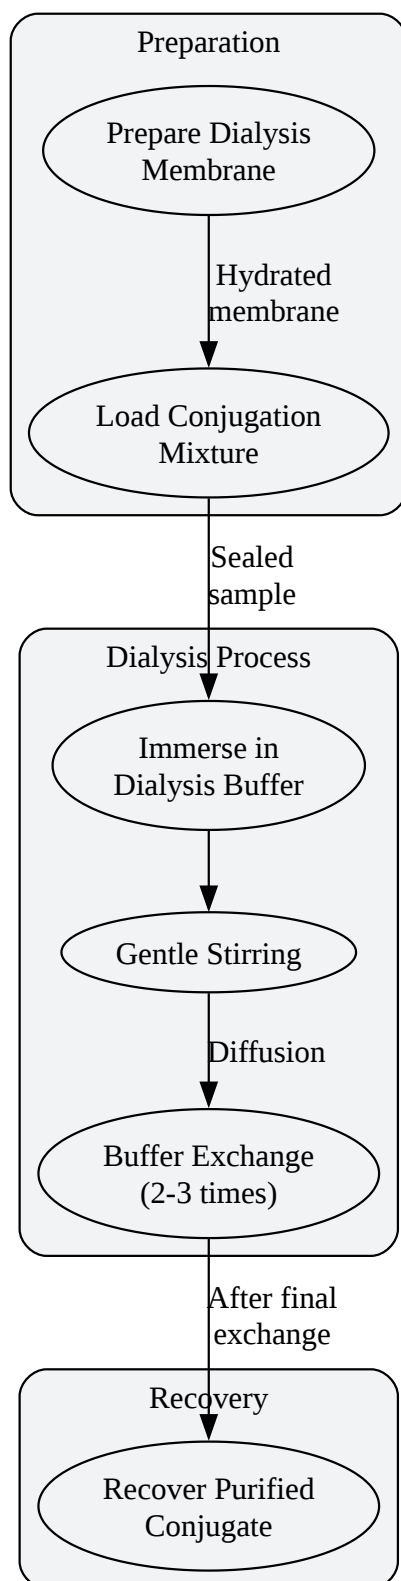 Preparation
Prepare Dialysis
Membrane
Hydrated
membrane
Load Conjugation
Mixture
Sealed
sample
Dialysis Process
Immerse in
Dialysis Buffer
Gentle Stirring
Diffusion
Buffer Exchange
(2-3 times)
After final
exchange
Recovery
Recover Purified
Conjugate